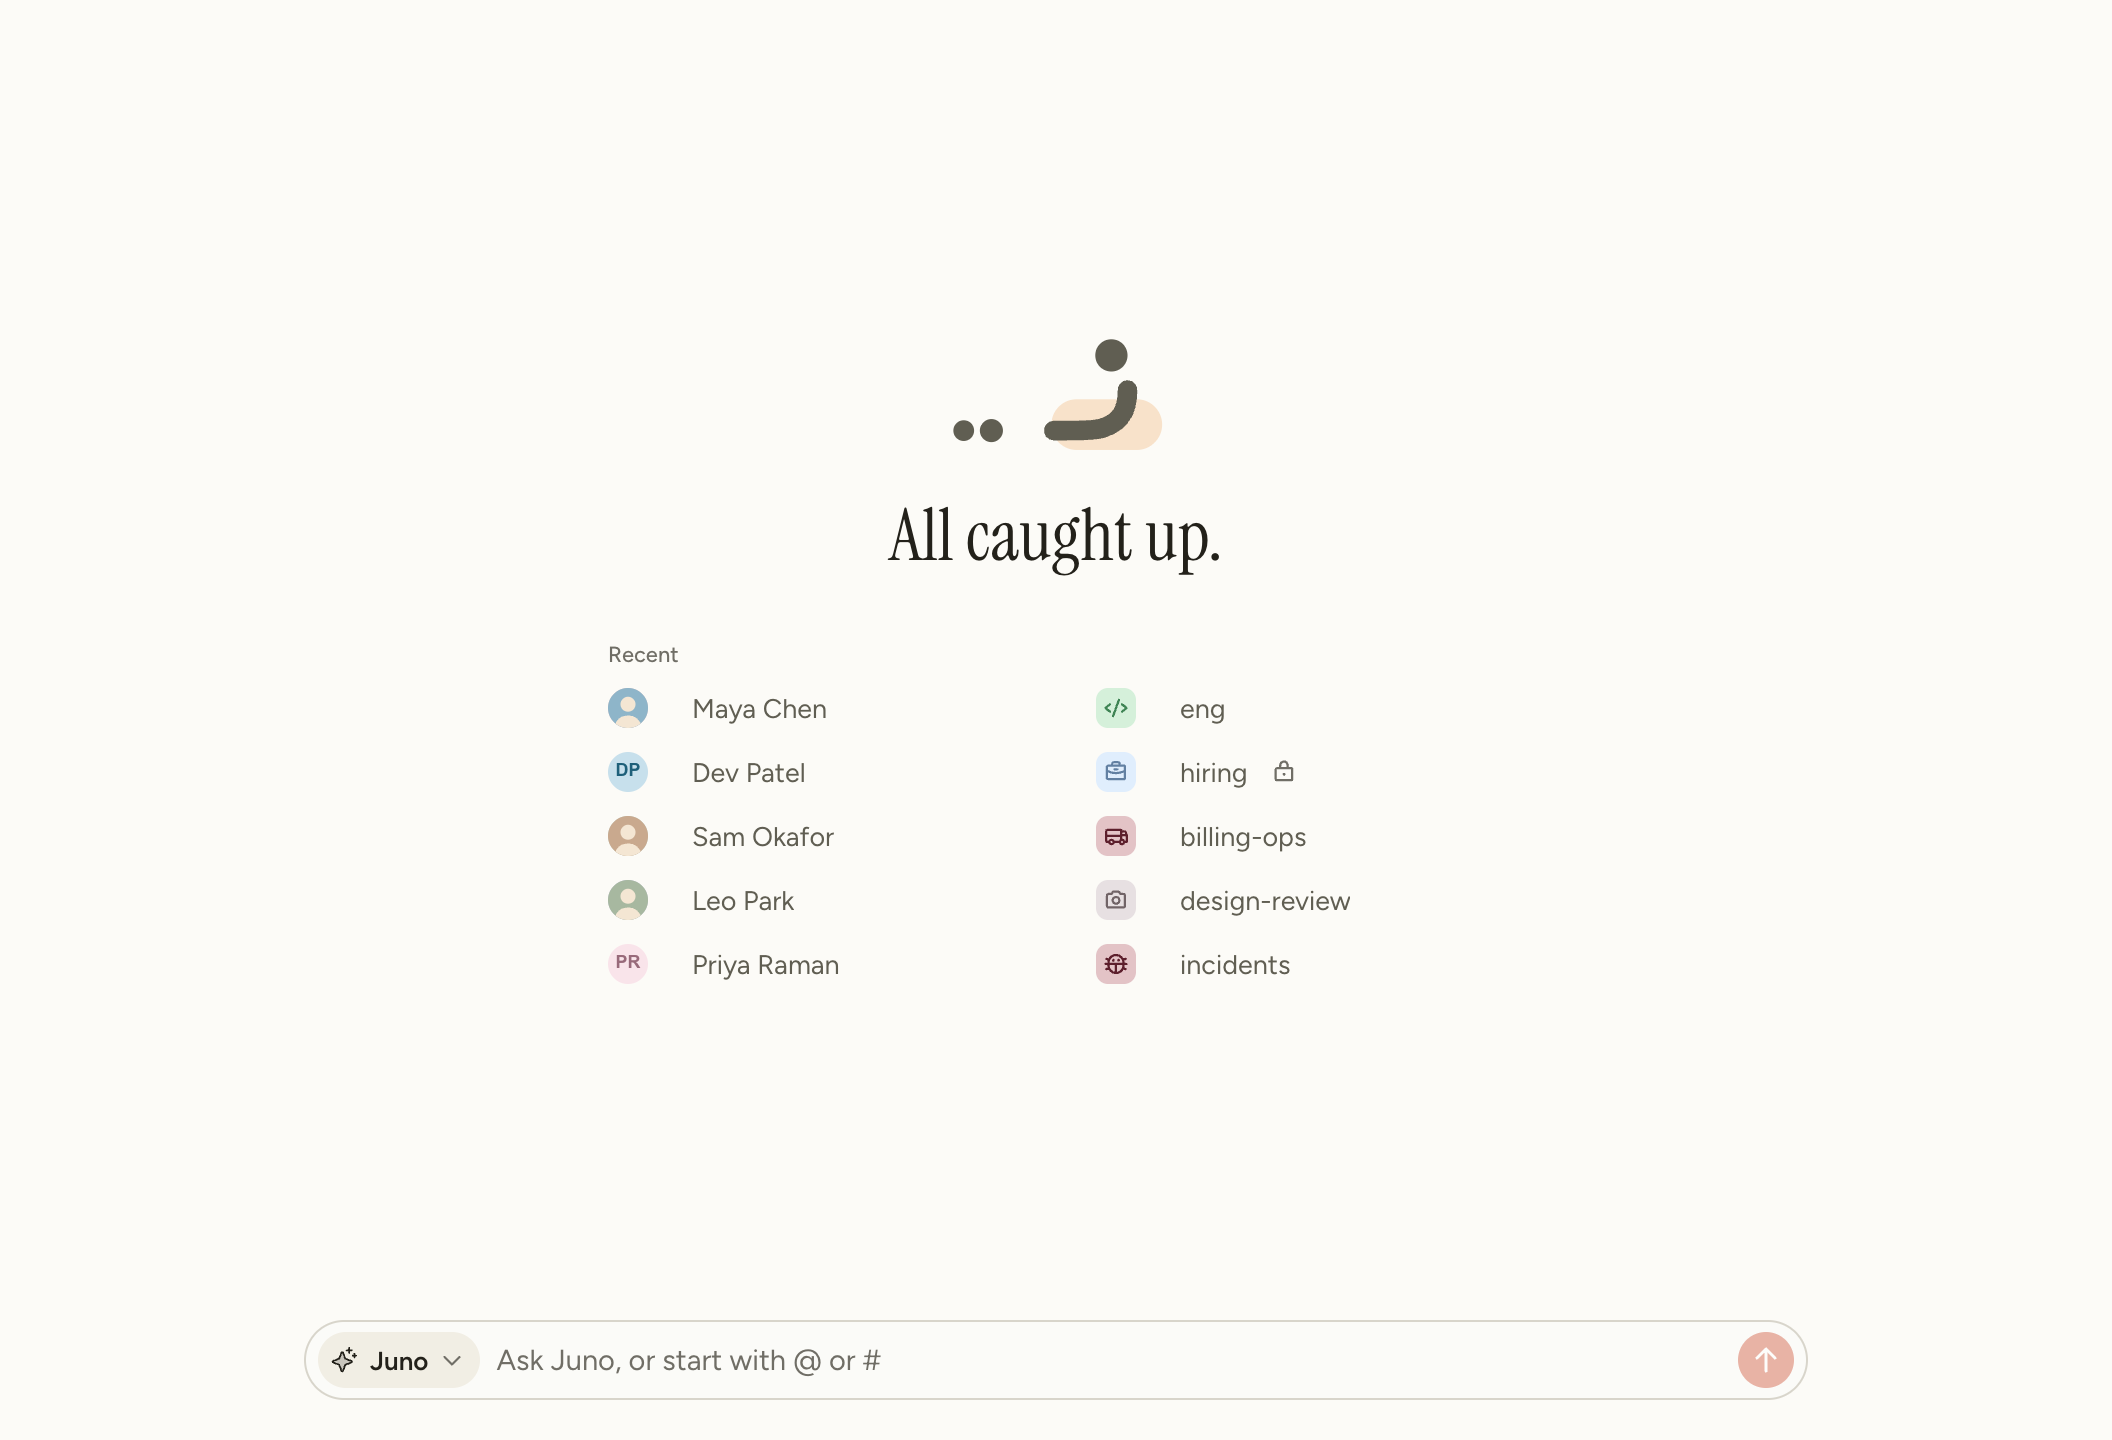 All caught up.
Recent
Maya Chen
eng
DP Dev Patel
hiring
Sam Okafor
billing-ops
Leo Park
design-review
PR Priya Raman
incidents
Juno Ask Juno, or start with @ or #